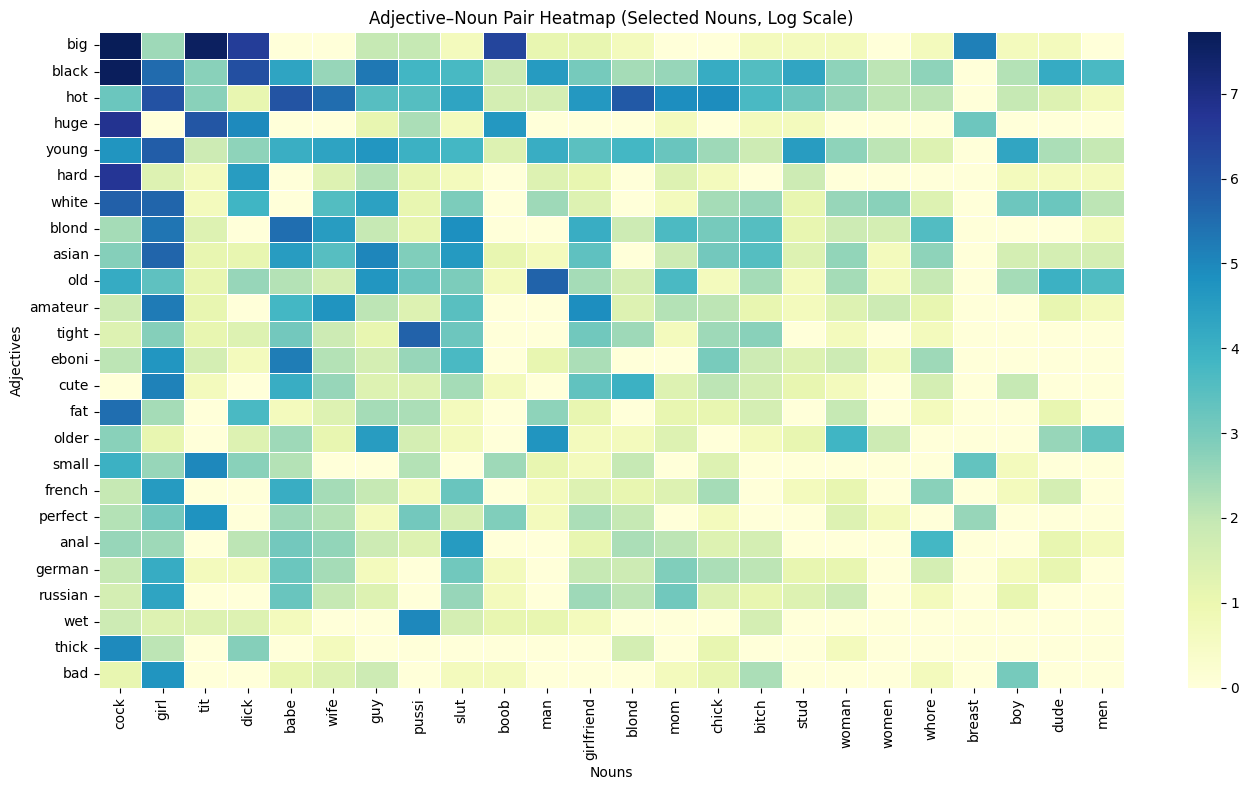 Adjective–Noun Pair Heatmap (Selected Nouns, Log Scale)
Adjectives
big
black
hot
huge
young
hard
white
blond
asian
old
amateur
tight
eboni
cute
fat
older
small
french
perfect
anal
german
russian
wet
thick
bad
cock
girl
tit
dick
babe
wife
guy
pussi
slut
boob
man
girlfriend
blond
mom
chick
bitch
stud
woman
women
whore
breast
boy
dude
men
Nouns
7
6
5
4
3
2
1
0